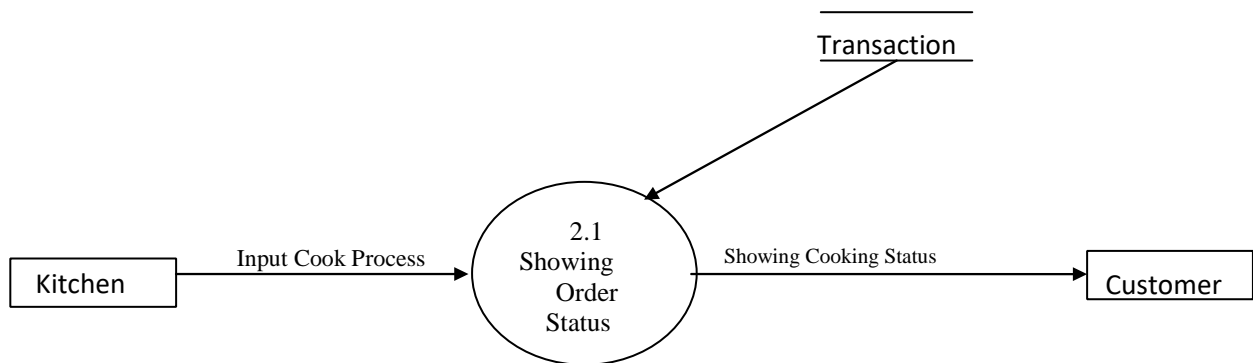 Transaction
2.1
Showing
Order
Status
Input Cook Process
Showing Cooking Status
Kitchen
Customer